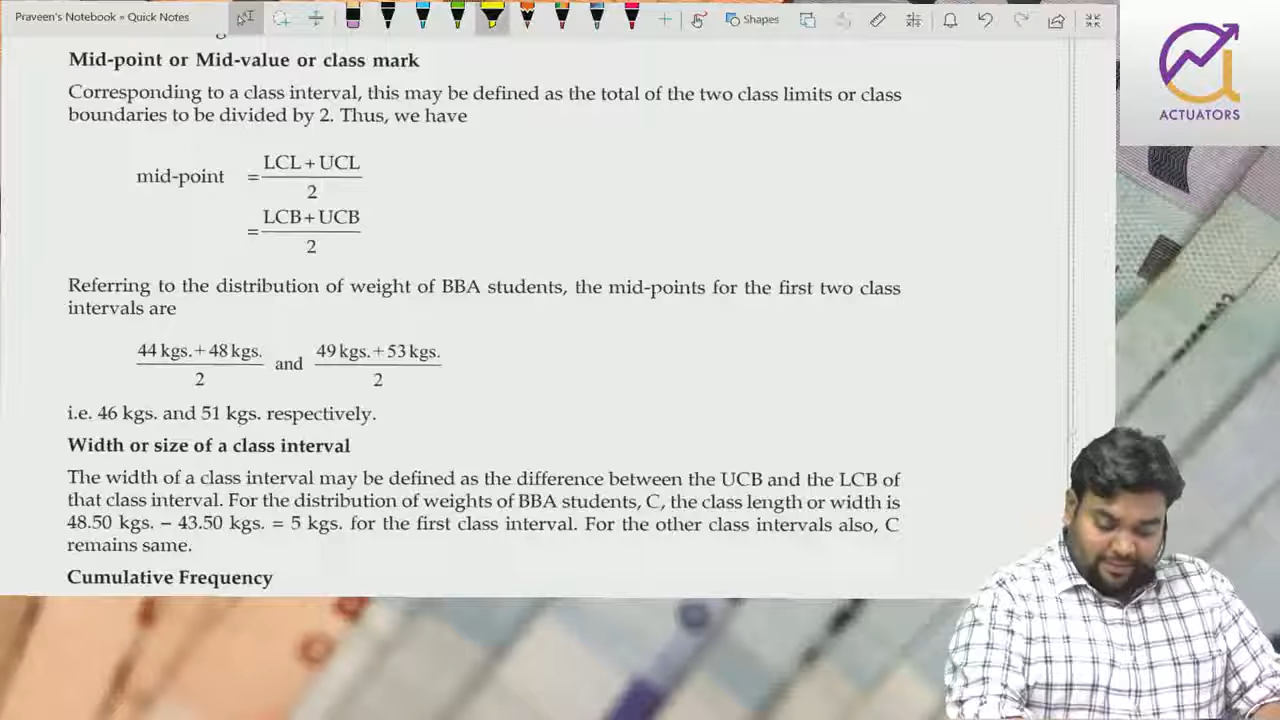 Praveen's Notebook » Quick Notes
Shapes
ACTUATORS
Mid-point or Mid-value or class mark
Corresponding to a class interval, this may be defined as the total of the two class limits or class
boundaries to be divided by 2. Thus, we have
mid-point = LCL + UCL / 2
= LCB + UCB / 2
Referring to the distribution of weight of BBA students, the mid-points for the first two class
intervals are
44 kgs. + 48 kgs. / 2 and 49 kgs. + 53 kgs. / 2
i.e. 46 kgs. and 51 kgs. respectively.
Width or size of a class interval
The width of a class interval may be defined as the difference between the UCB and the LCB of
that class interval. For the distribution of weights of BBA students, C, the class length or width is
48.50 kgs. – 43.50 kgs. = 5 kgs. for the first class interval. For the other class intervals also, C
remains same.
Cumulative Frequency